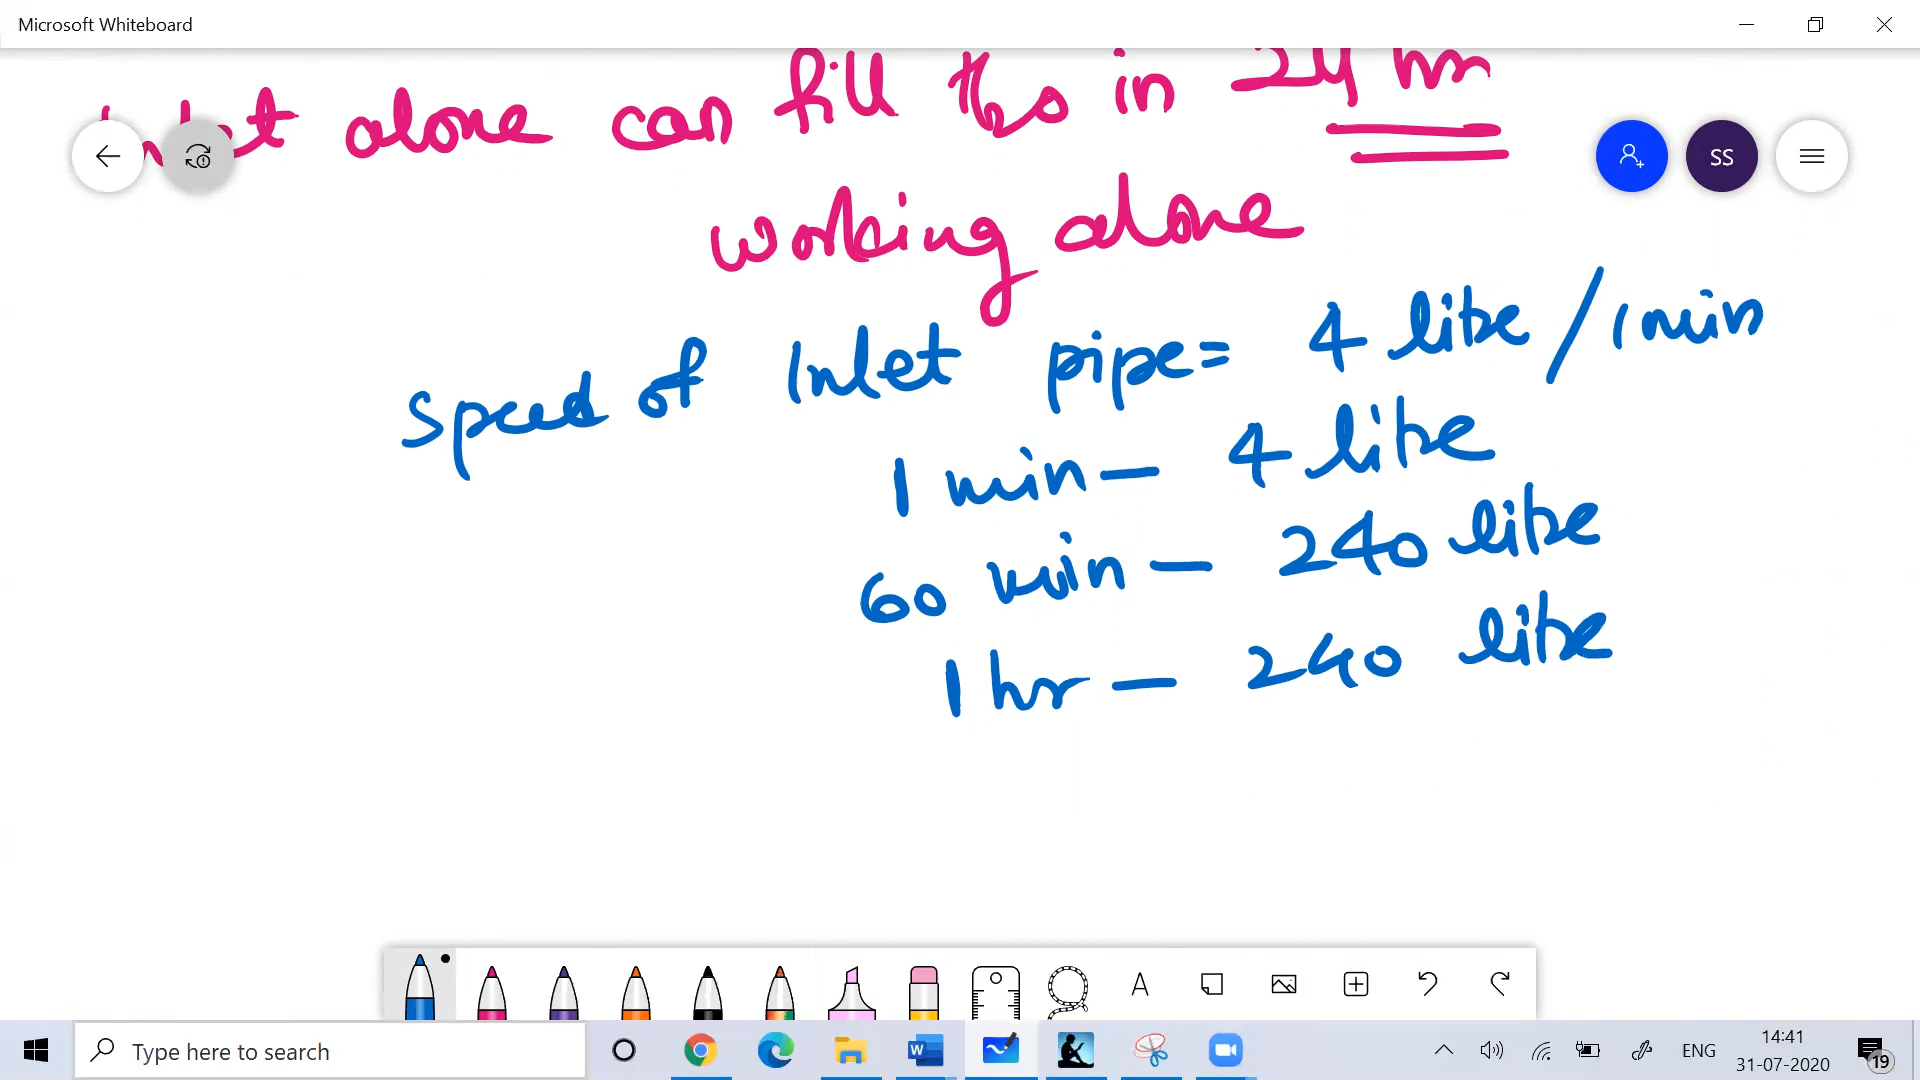 Microsoft Whiteboard
alone can fill in 24 hr
working alone
SS
speed of Inlet pipe = 4 litre / 1 min
1 min — 4 litre
60 min — 240 litre
1 hr — 240 litre
A
Type here to search
W
ENG
14:41
31-07-2020
19